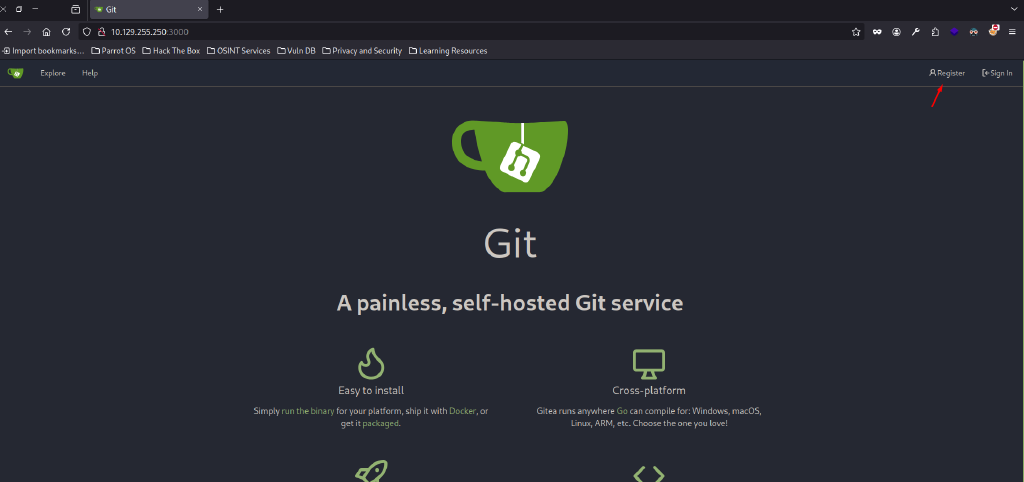 Git
10.129.255.250:3000
Import bookmarks... Parrot OS Hack The Box OSINT Services Vuln DB Privacy and Security Learning Resources
Explore Help Register Sign In
Git
A painless, self-hosted Git service
Easy to install
Simply run the binary for your platform, ship it with Docker, or
get it packaged.
Cross-platform
Gitea runs anywhere Go can compile for: Windows, macOS,
Linux, ARM, etc. Choose the one you love!